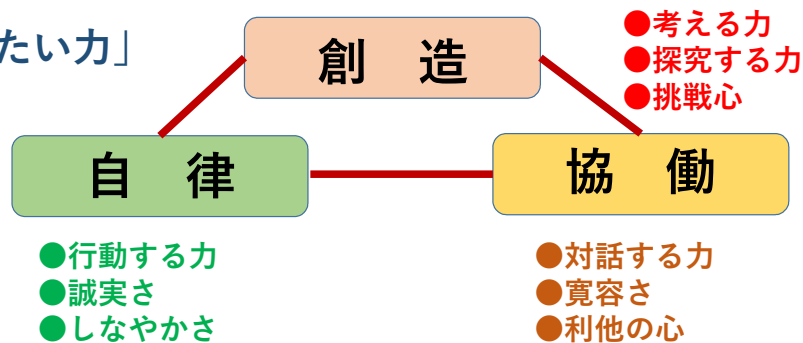 たい力」
創　造
●考える力
●探究する力
●挑戦心
自　律
協　働
●行動する力
●誠実さ
●しなやかさ
●対話する力
●寛容さ
●利他の心